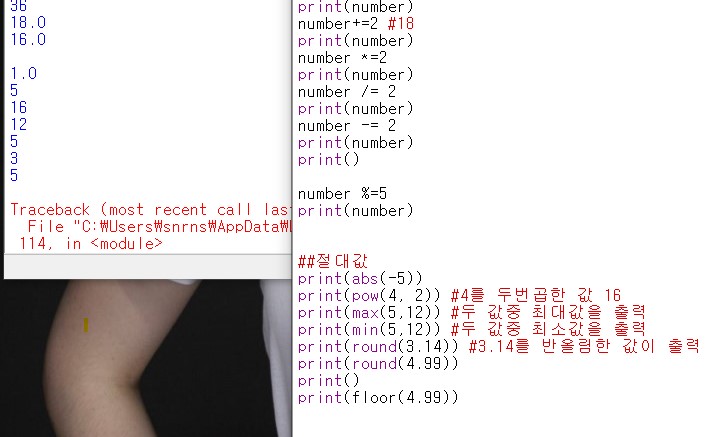 36
18.0
16.0
1.0
5
16
12
5
3
5
Traceback (most recent call las
File "C:₩Users₩snrns₩AppData₩
114, in <module>
print(number)
number+=2 #18
print(number)
number *=2
print(number)
number /= 2
print(number)
number -= 2
print(number)
print()
number %=5
print(number)
##절대값
print(abs(-5))
print(pow(4, 2)) #4를 두번곱한 값 16
print(max(5,12)) #두 값중 최대값을 출력
print(min(5,12)) #두 값중 최소값을 출력
print(round(3.14)) #3.14를 반올림한 값이 출력
print(round(4.99))
print()
print(floor(4.99))